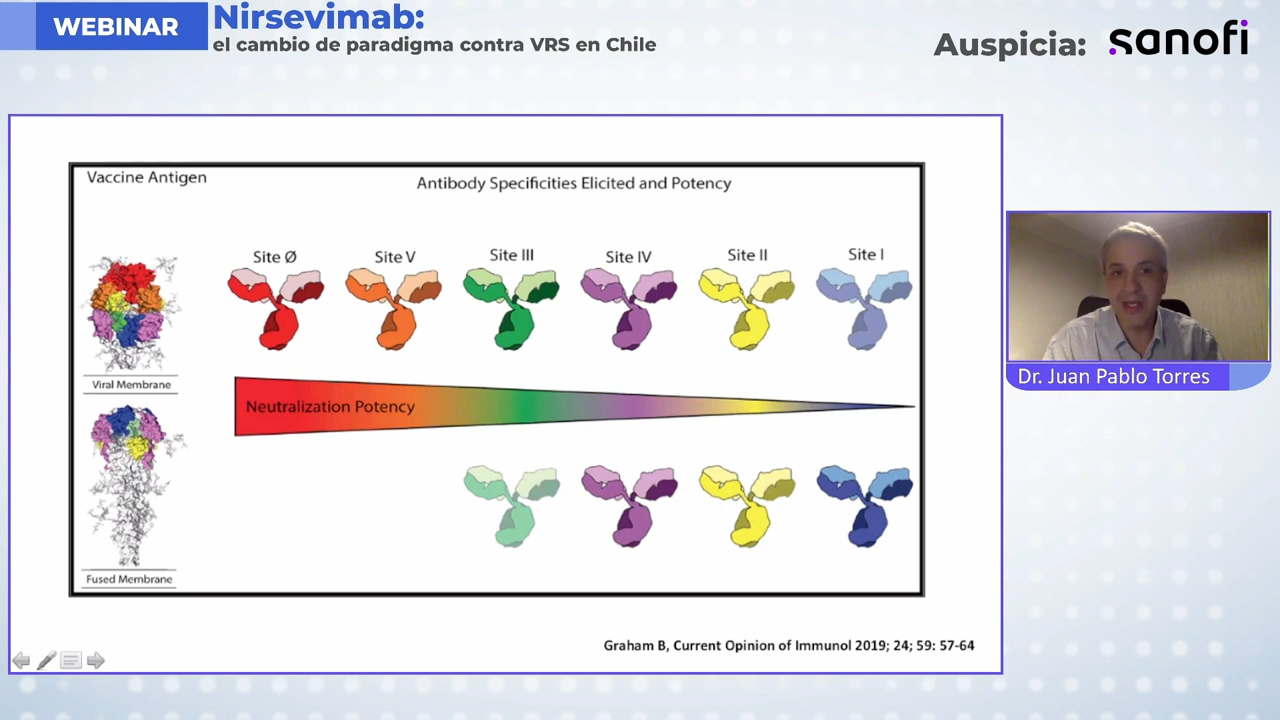 WEBINAR
Nirsevimab:
el cambio de paradigma contra VRS en Chile
Auspicia: sanofi
Vaccine Antigen
Antibody Specificities Elicited and Potency
Site Ø
Site V
Site III
Site IV
Site II
Site I
Viral Membrane
Neutralization Potency
Fused Membrane
Graham B, Current Opinion of Immunol 2019; 24; 59: 57-64
Dr. Juan Pablo Torres